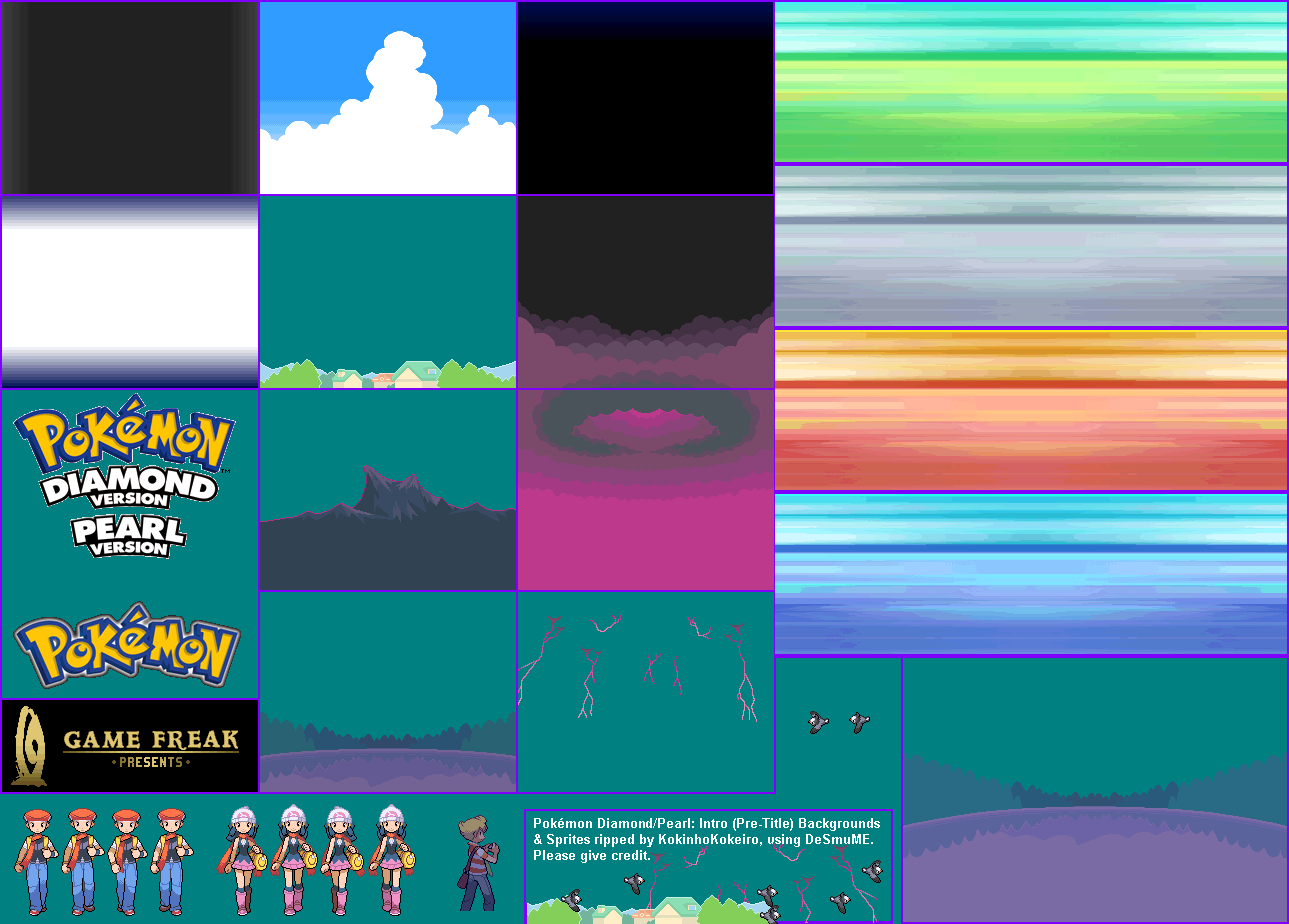 POKéMON
TM
DIAMOND
VERSION
PEARL
VERSION
POKéMON
GAME FREAK
•PRESENTS•
Pokémon Diamond/Pearl: Intro (Pre-Title) Backgrounds
& Sprites ripped by KokinhoKokeiro, using DeSmuME.
Please give credit.